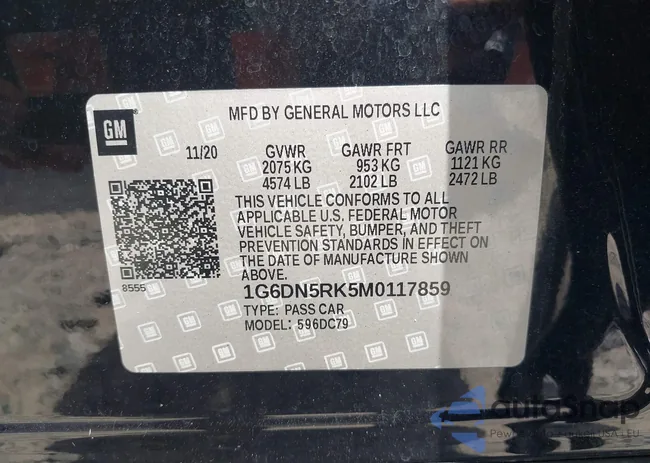 MFD BY GENERAL MOTORS LLC
GM
11/20 GVWR GAWR FRT GAWR RR
2075 KG 953 KG 1121 KG
4574 LB 2102 LB 2472 LB
THIS VEHICLE CONFORMS TO ALL
APPLICABLE U.S. FEDERAL MOTOR
VEHICLE SAFETY, BUMPER, AND THEFT
PREVENTION STANDARDS IN EFFECT ON
THE DATE OF MANUFACTURE SHOWN
ABOVE.
8555
1G6DN5RK5M0117859
TYPE: PASS CAR
MODEL: 596DC79
autoSnap